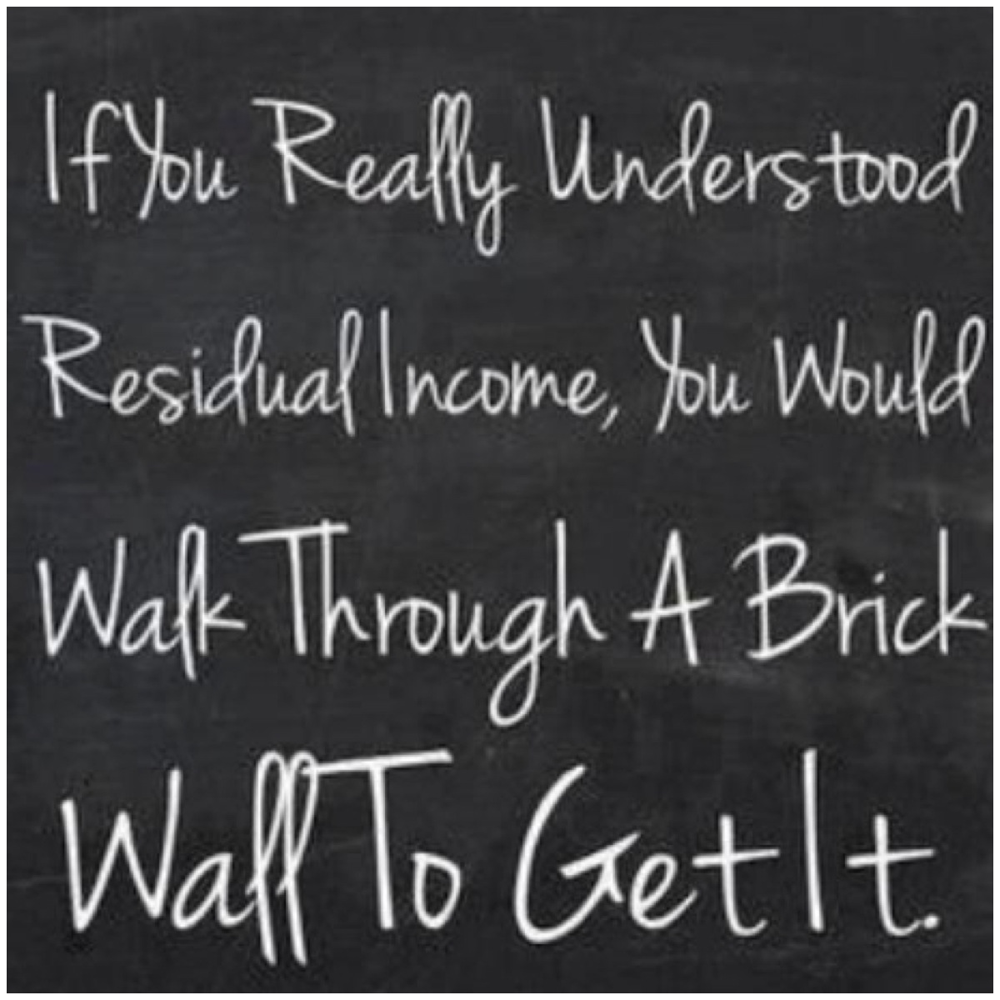 If You Really Understood
Residual Income, You Would
Walk Through A Brick
Wall To Get It.